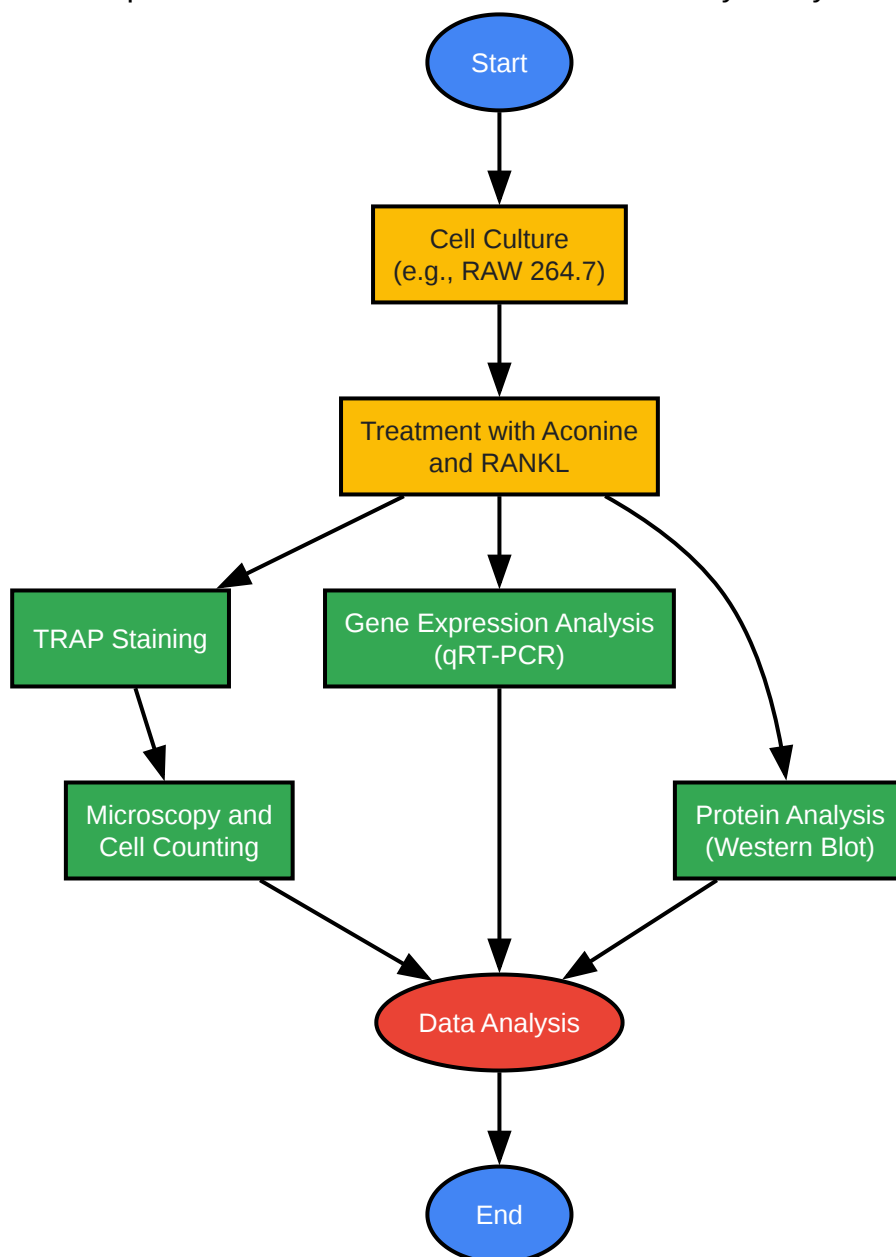 Start
Cell Culture
(e.g., RAW 264.7)
Treatment with Aconine
and RANKL
TRAP Staining
Gene Expression Analysis
(qRT-PCR)
Microscopy and
Cell Counting
Protein Analysis
(Western Blot)
Data Analysis
End